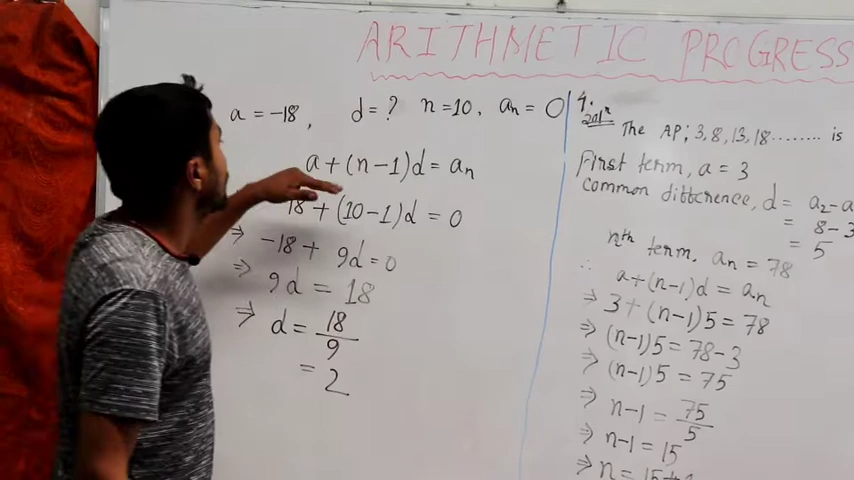 ARITHMETIC PROGRESS
a = -18, d = ? n = 10, an = 0
a + (n-1)d = an
18 + (10-1)d = 0
⇒ -18 + 9d = 0
⇒ 9d = 18
⇒ d = 18/9
= 2
4.
The AP; 3, 8, 13, 18 ........ is
First term, a = 3
Common difference, d = a2 - a
= 8 - 3
= 5
nth term, an = 78
∴ a + (n-1)d = an
⇒ 3 + (n-1)5 = 78
⇒ (n-1)5 = 78-3
⇒ (n-1)5 = 75
⇒ n-1 = 75/5
⇒ n-1 = 15
⇒ n = 15+